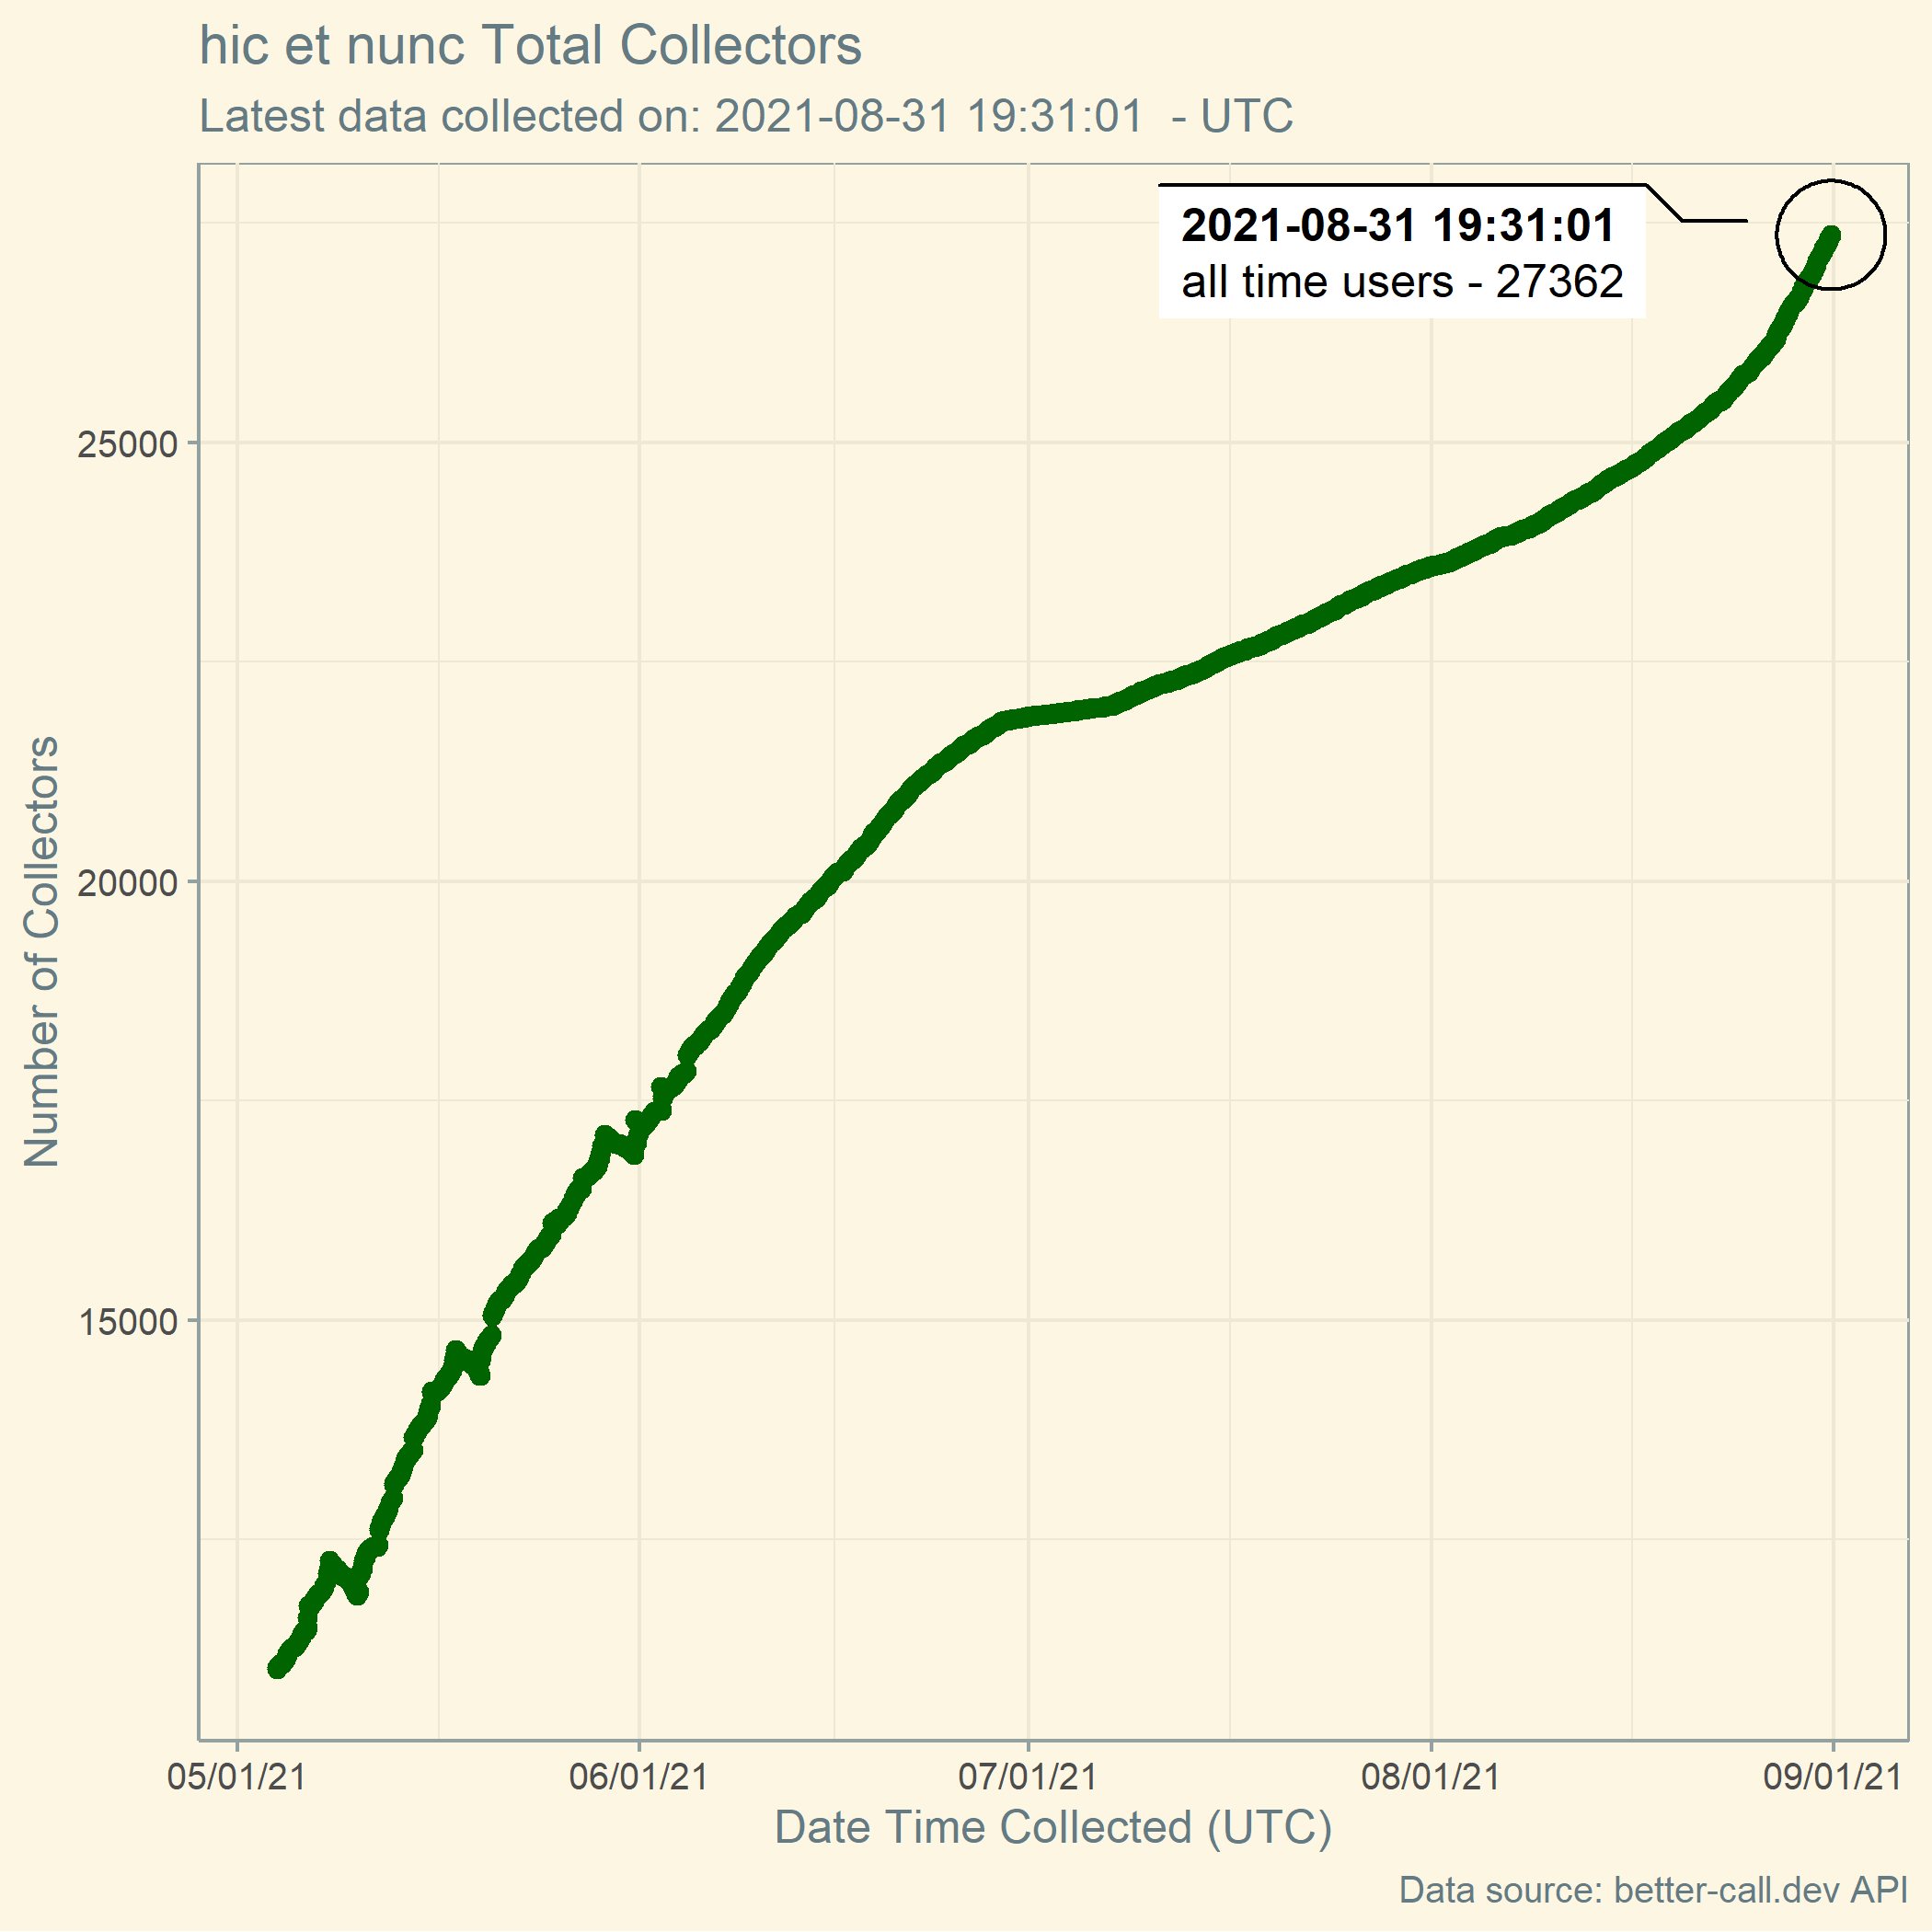 hic et nunc Total Collectors
Latest data collected on: 2021-08-31 19:31:01  - UTC
2021-08-31 19:31:01
all time users - 27362
25000
20000
15000
Number of Collectors
05/01/21
06/01/21
07/01/21
08/01/21
09/01/21
Date Time Collected (UTC)
Data source: better-call.dev API